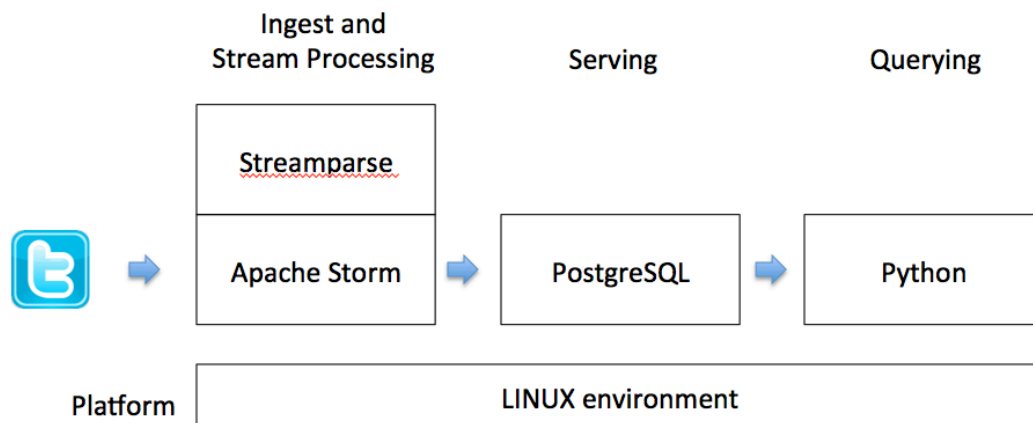 Ingest and
Stream Processing
Serving
Querying
Streamparse
Apache Storm
PostgreSQL
Python
Platform
LINUX environment